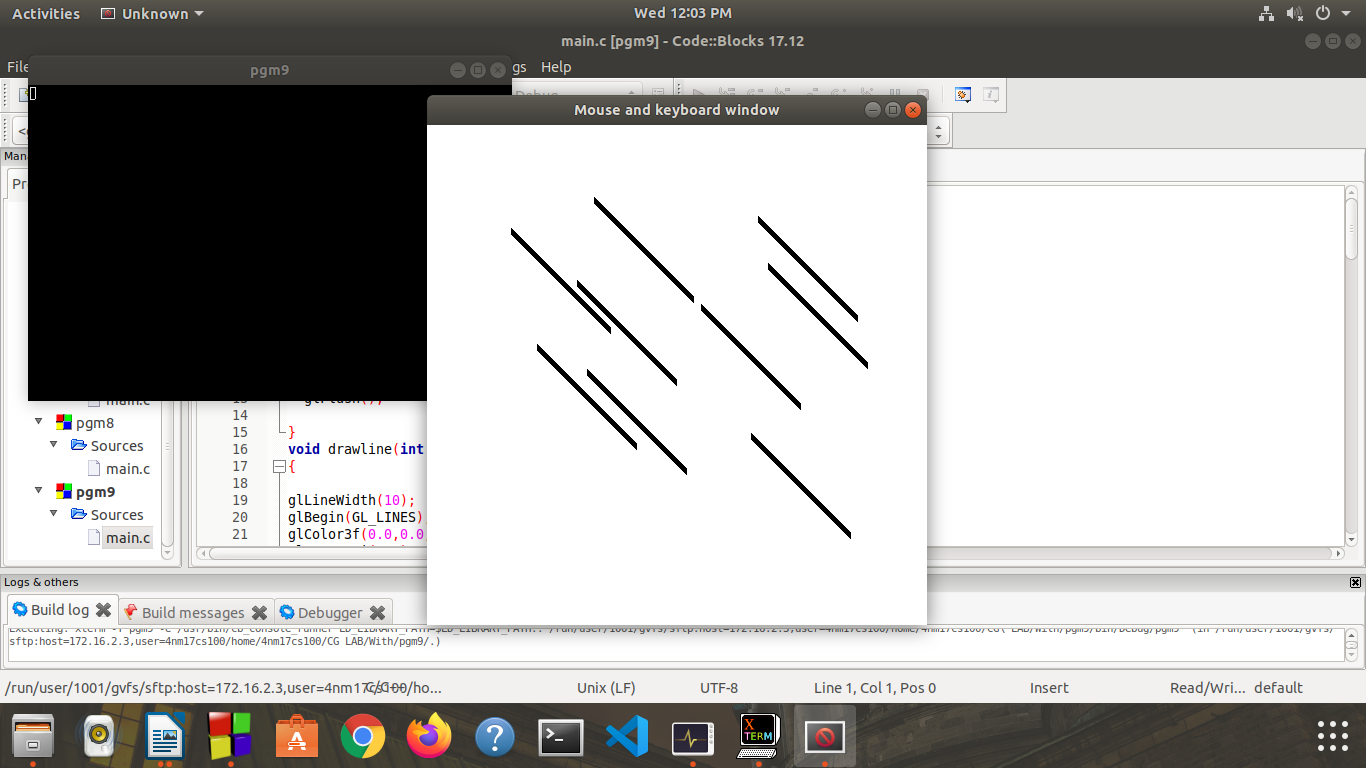 Activities Unknown Wed 12:03 PM
main.c [pgm9] - Code::Blocks 17.12
File gs Help
pgm9
Debug
Mouse and keyboard window
Mana
Pr
main.c
13 glFlush();
14
15 }
16 void drawline(int
17 {
18
19 glLineWidth(10);
20 glBegin(GL_LINES)
21 glColor3f(0.0,0.0
pgm8
Sources
main.c
pgm9
Sources
main.c
Logs & others
Build log Build messages Debugger
Executing: xterm -T pgm9 -e /usr/bin/cb_console_runner LD_LIBRARY_PATH=$LD_LIBRARY_PATH:. /run/user/1001/gvfs/sftp:host=172.16.2.3,user=4nm17cs100/home/4nm17cs100/CG\ LAB/With/pgm9/bin/Debug/pgm9 (in /run/user/1001/gvfs/
sftp:host=172.16.2.3,user=4nm17cs100/home/4nm17cs100/CG LAB/With/pgm9/.)
/run/user/1001/gvfs/sftp:host=172.16.2.3,user=4nm17cs100/ho... C/C++ Unix (LF) UTF-8 Line 1, Col 1, Pos 0 Insert Read/Wri... default
X TERM